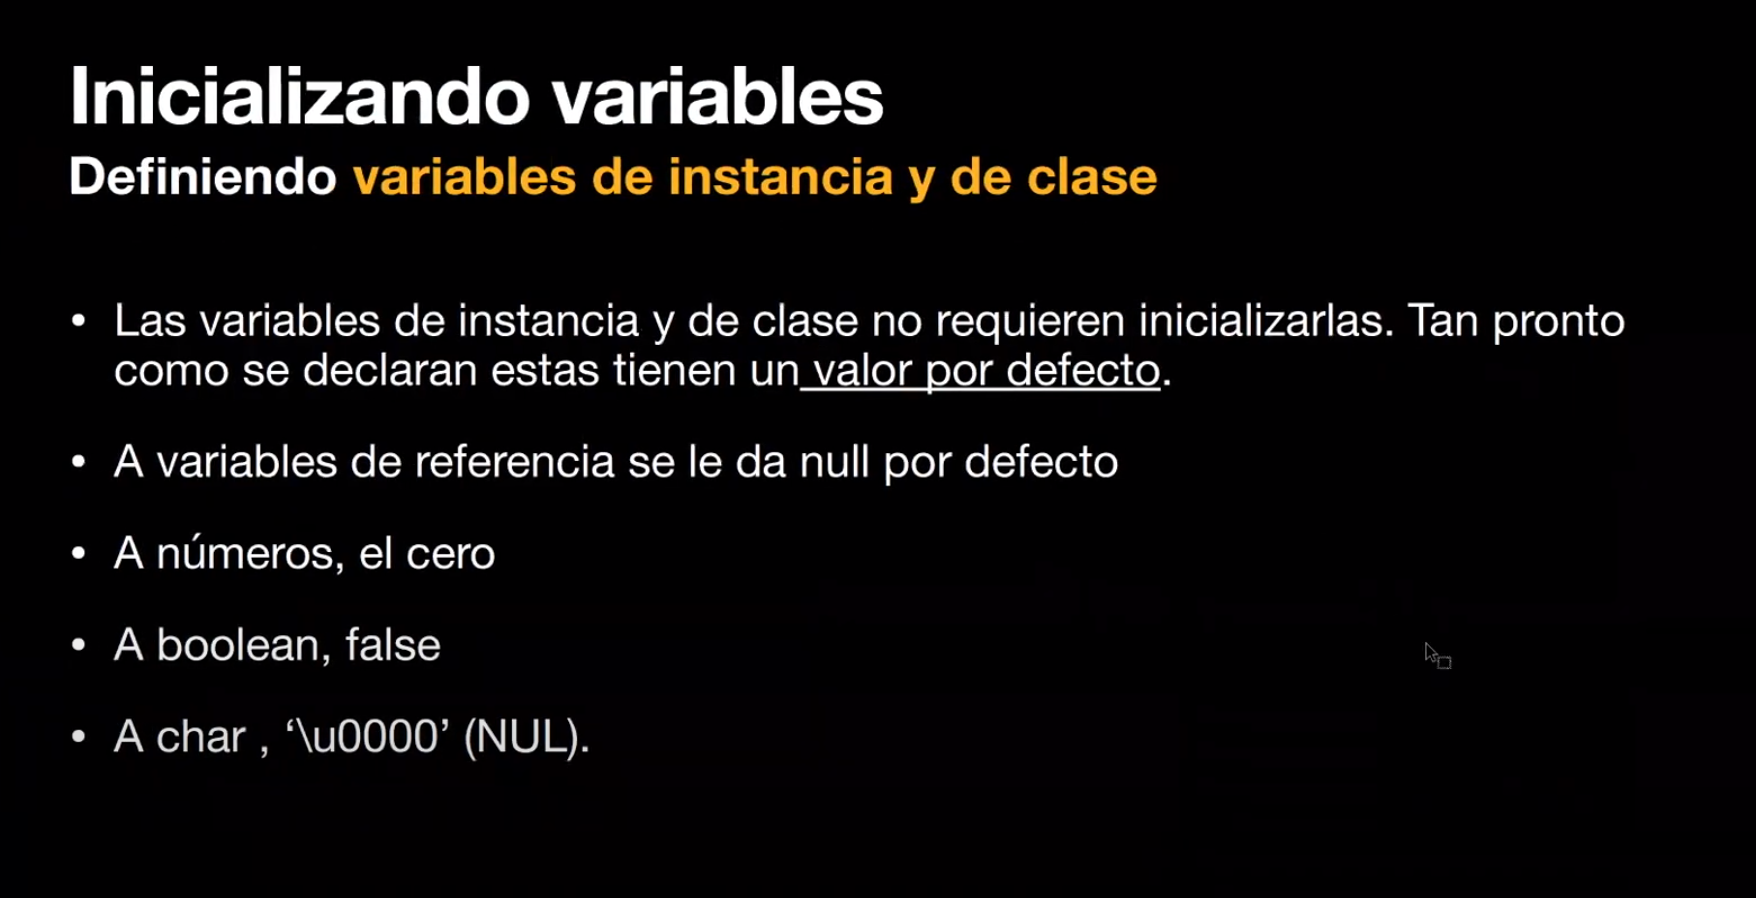 Inicializando variables
Definiendo variables de instancia y de clase
• Las variables de instancia y de clase no requieren inicializarlas. Tan pronto
como se declaran estas tienen un valor por defecto.
• A variables de referencia se le da null por defecto
• A números, el cero
• A boolean, false
• A char , ‘\u0000’ (NUL).